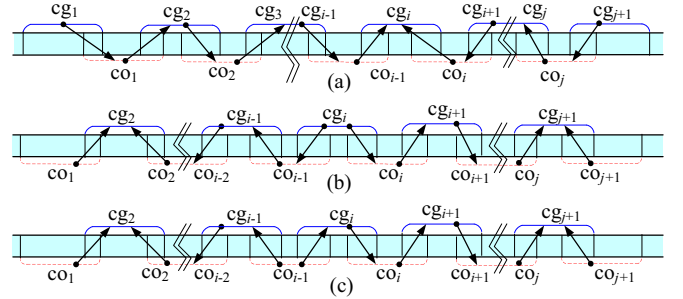 cg1 cg2 cg3 cgi-1 cgi cgi+1 cgj cgj+1
co1 co2 coi-1 coi coj
(a)
cg2 cgi-1 cgi cgi+1 cgj+1
co1 co2 coi-2 coi-1 coi coi+1 coj coj+1
(b)
cg2 cgi-1 cgi cgi+1 cgj+1
co1 co2 coi-2 coi-1 coi coi+1 coj coj+1
(c)